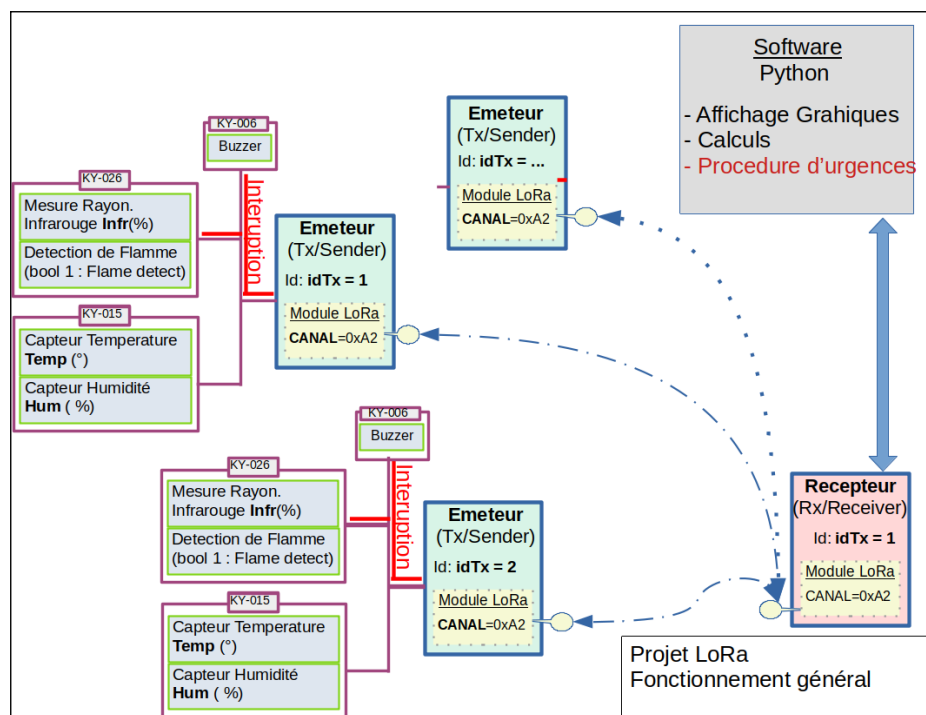 Software
Python
- Affichage Grahiques
- Calculs
- Procedure d'urgences
Emeteur
(Tx/Sender)
Id: idTx = ...
Module LoRa
CANAL=0xA2
KY-006
Buzzer
KY-026
Mesure Rayon.
Infrarouge Infr(%)
Detection de Flamme
(bool 1 : Flame detect)
KY-015
Capteur Temperature
Temp (°)
Capteur Humidité
Hum ( %)
Interuption
Emeteur
(Tx/Sender)
Id: idTx = 1
Module LoRa
CANAL=0xA2
KY-006
Buzzer
KY-026
Mesure Rayon.
Infrarouge Infr(%)
Detection de Flamme
(bool 1 : Flame detect)
KY-015
Capteur Temperature
Temp (°)
Capteur Humidité
Hum ( %)
Interuption
Emeteur
(Tx/Sender)
Id: idTx = 2
Module LoRa
CANAL=0xA2
Recepteur
(Rx/Receiver)
Id: idTx = 1
Module LoRa
CANAL=0xA2
Projet LoRa
Fonctionnement général